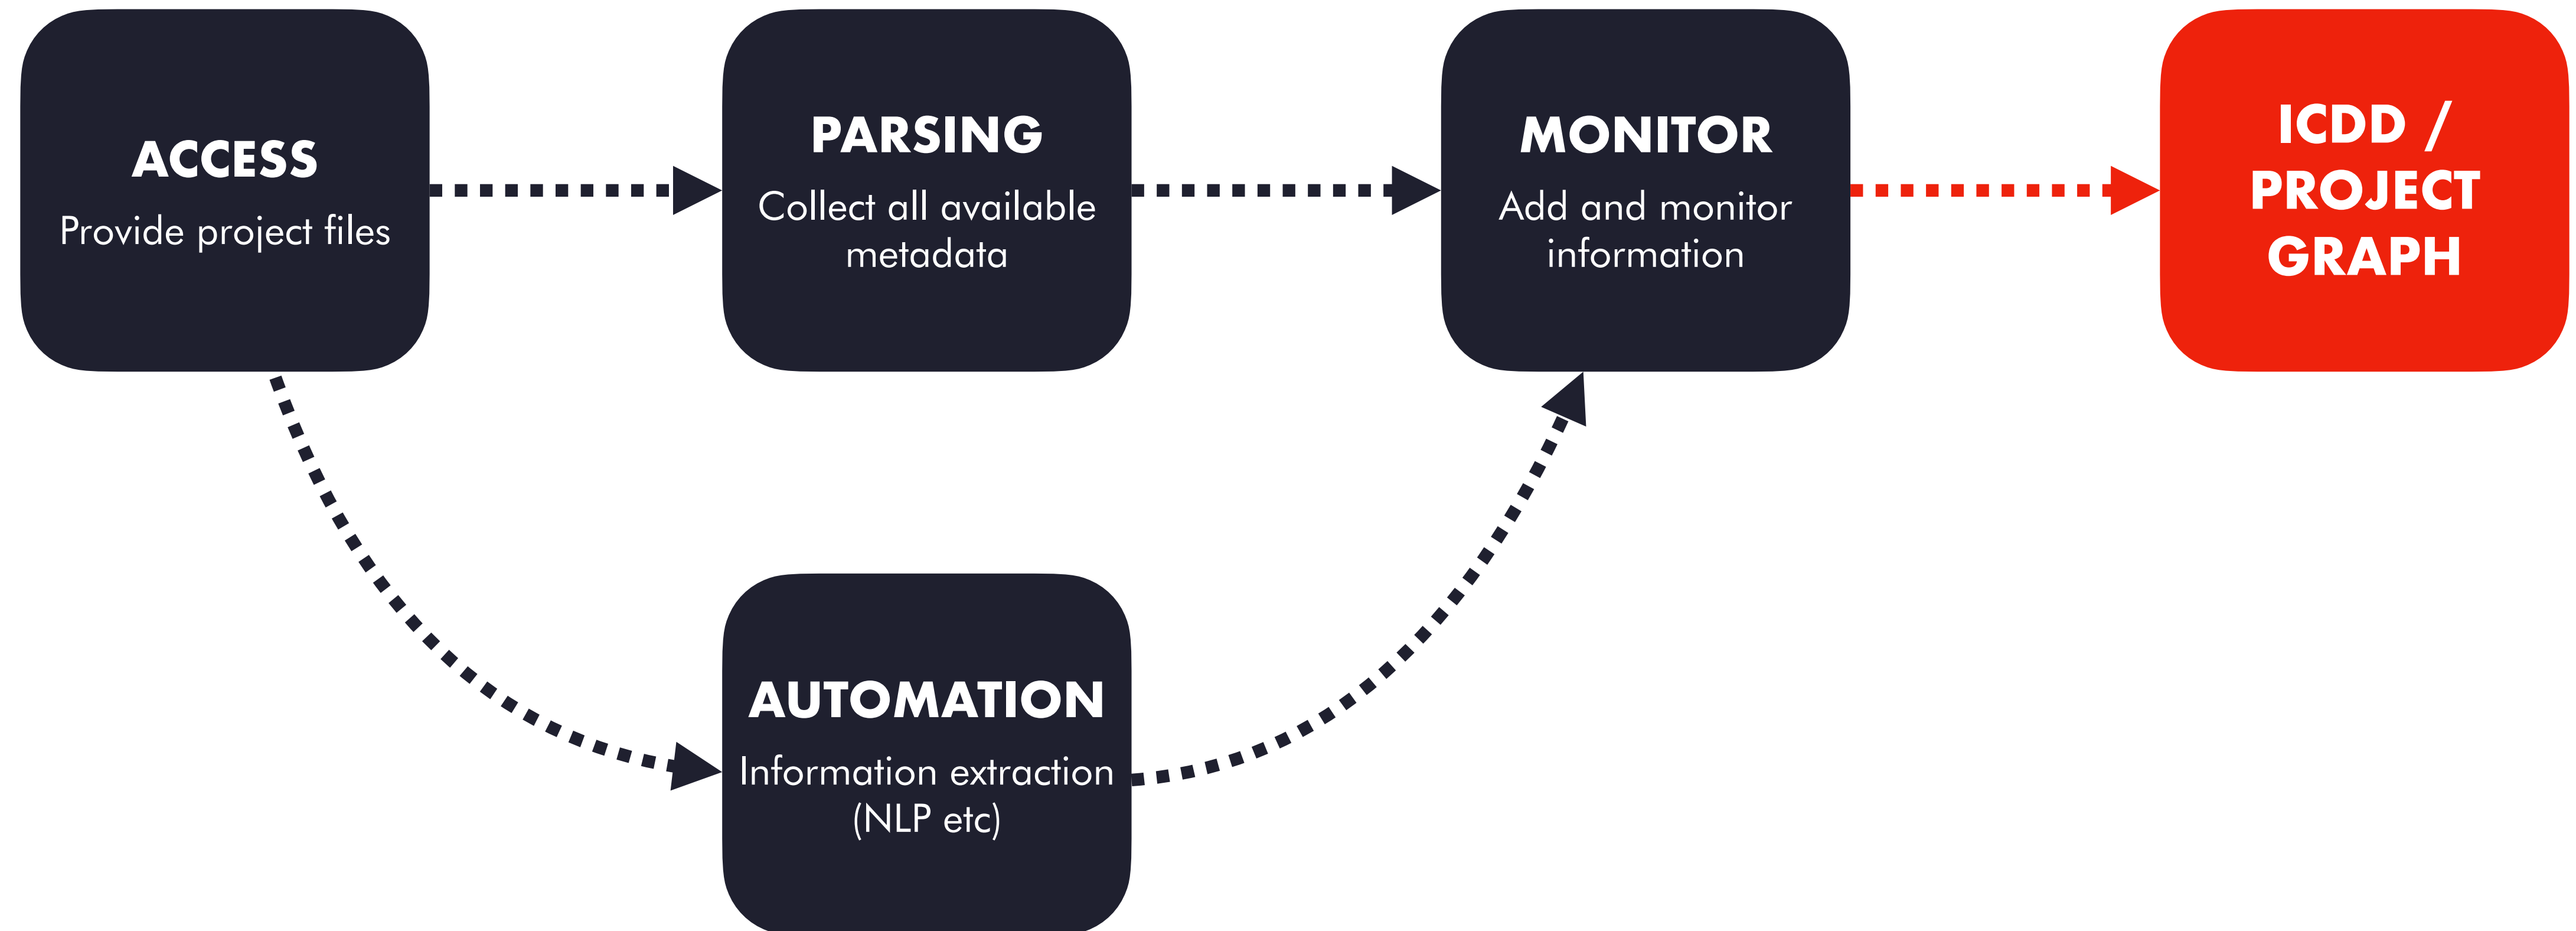 ACCESS
Provide project files
PARSING
Collect all available
metadata
MONITOR
Add and monitor
information
ICDD /
PROJECT
GRAPH
AUTOMATION
Information extraction
(NLP etc)